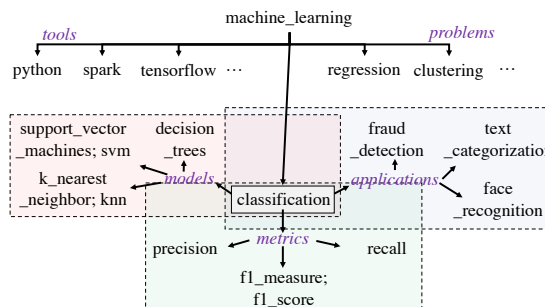 machine_learning
tools
problems
python spark tensorflow ... regression clustering ...
support_vector
_machines; svm
decision
_trees
fraud
_detection
text
_categorization
k_nearest
_neighbor; knn
models
classification
applications
face
_recognition
precision
metrics
recall
f1_measure;
f1_score